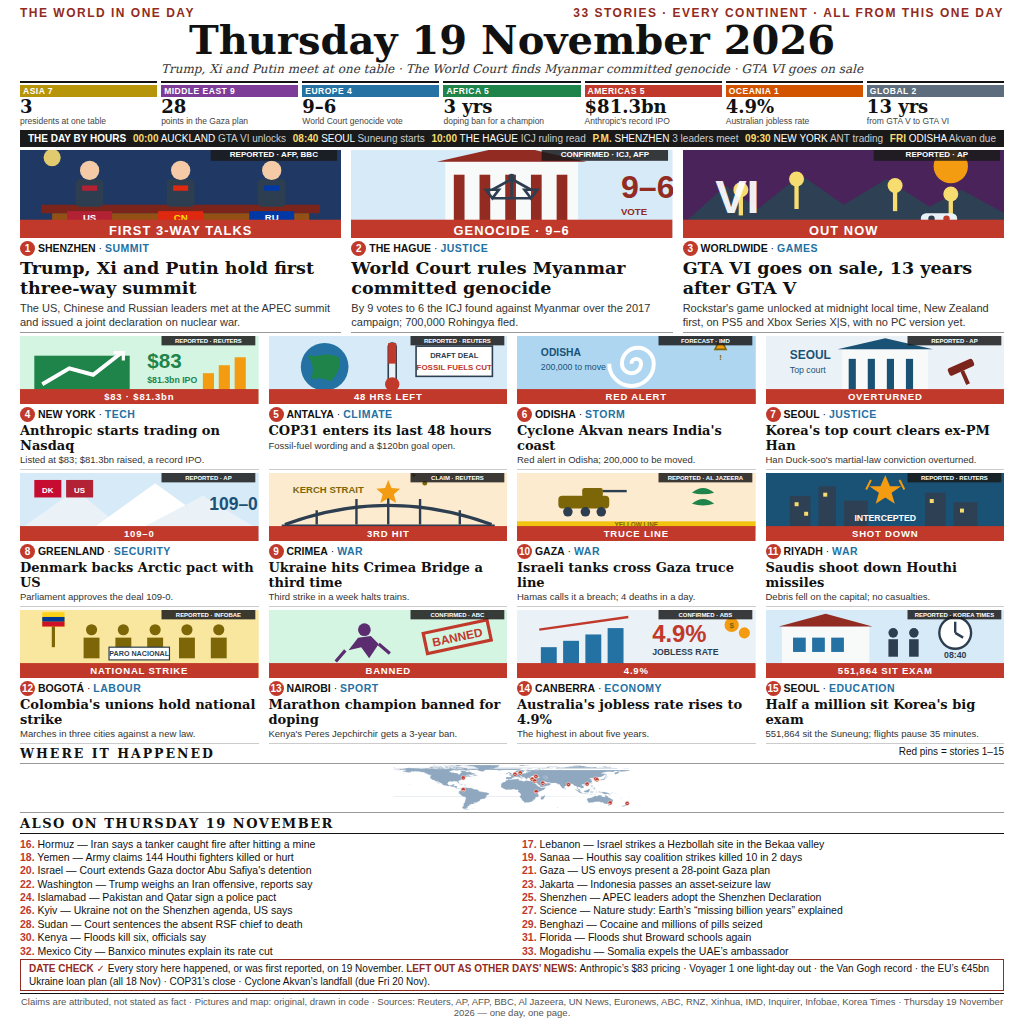 THE WORLD IN ONE DAY
33 STORIES · EVERY CONTINENT · ALL FROM THIS ONE DAY
Thursday 19 November 2026
Trump, Xi and Putin meet at one table · The World Court finds Myanmar committed genocide · GTA VI goes on sale
ASIA 7
3
presidents at one table
MIDDLE EAST 9
28
points in the Gaza plan
EUROPE 4
9–6
World Court genocide vote
AFRICA 5
3 yrs
doping ban for a champion
AMERICAS 5
$81.3bn
Anthropic's record IPO
OCEANIA 1
4.9%
Australian jobless rate
GLOBAL 2
13 yrs
from GTA V to GTA VI
THE DAY BY HOURS 00:00 AUCKLAND GTA VI unlocks 08:40 SEOUL Suneung starts 10:00 THE HAGUE ICJ ruling read P.M. SHENZHEN 3 leaders meet 09:30 NEW YORK ANT trading FRI ODISHA Akvan due
REPORTED · AFP, BBC
US
CN
RU
FIRST 3-WAY TALKS
1 SHENZHEN · SUMMIT
Trump, Xi and Putin hold first
three-way summit
The US, Chinese and Russian leaders met at the APEC summit
and issued a joint declaration on nuclear war.
CONFIRMED · ICJ, AFP
9–6
VOTE
GENOCIDE · 9–6
2 THE HAGUE · JUSTICE
World Court rules Myanmar
committed genocide
By 9 votes to 6 the ICJ found against Myanmar over the 2017
campaign; 700,000 Rohingya fled.
REPORTED · AP
VI
OUT NOW
3 WORLDWIDE · GAMES
GTA VI goes on sale, 13 years
after GTA V
Rockstar's game unlocked at midnight local time, New Zealand
first, on PS5 and Xbox Series X|S, with no PC version yet.
REPORTED · REUTERS
$83
$81.3bn IPO
$83 · $81.3bn
4 NEW YORK · TECH
Anthropic starts trading on
Nasdaq
Listed at $83; $81.3bn raised, a record IPO.
REPORTED · REUTERS
DRAFT DEAL
FOSSIL FUELS CUT
48 HRS LEFT
5 ANTALYA · CLIMATE
COP31 enters its last 48 hours
Fossil-fuel wording and a $120bn goal open.
FORECAST · IMD
ODISHA
200,000 to move
!
RED ALERT
6 ODISHA · STORM
Cyclone Akvan nears India's
coast
Red alert in Odisha; 200,000 to be moved.
REPORTED · AP
SEOUL
Top court
OVERTURNED
7 SEOUL · JUSTICE
Korea's top court clears ex-PM
Han
Han Duck-soo's martial-law conviction overturned.
REPORTED · AP
DK
US
109–0
109–0
8 GREENLAND · SECURITY
Denmark backs Arctic pact with
US
Parliament approves the deal 109-0.
CLAIM · REUTERS
KERCH STRAIT
3RD HIT
9 CRIMEA · WAR
Ukraine hits Crimea Bridge a
third time
Third strike in a week halts trains.
REPORTED · AL JAZEERA
YELLOW LINE
TRUCE LINE
10 GAZA · WAR
Israeli tanks cross Gaza truce
line
Hamas calls it a breach; 4 deaths in a day.
REPORTED · REUTERS
INTERCEPTED
SHOT DOWN
11 RIYADH · WAR
Saudis shoot down Houthi
missiles
Debris fell on the capital; no casualties.
REPORTED · INFOBAE
PARO NACIONAL
NATIONAL STRIKE
12 BOGOTÁ · LABOUR
Colombia's unions hold national
strike
Marches in three cities against a new law.
CONFIRMED · ABC
BANNED
BANNED
13 NAIROBI · SPORT
Marathon champion banned for
doping
Kenya's Peres Jepchirchir gets a 3-year ban.
CONFIRMED · ABS
4.9%
JOBLESS RATE
$
4.9%
14 CANBERRA · ECONOMY
Australia's jobless rate rises to
4.9%
The highest in about five years.
REPORTED · KOREA TIMES
08:40
551,864 SIT EXAM
15 SEOUL · EDUCATION
Half a million sit Korea's big
exam
551,864 sit the Suneung; flights pause 35 minutes.
WHERE IT HAPPENED
Red pins = stories 1–15
ALSO ON THURSDAY 19 NOVEMBER
16. Hormuz — Iran says a tanker caught fire after hitting a mine
17. Lebanon — Israel strikes a Hezbollah site in the Bekaa valley
18. Yemen — Army claims 144 Houthi fighters killed or hurt
19. Sanaa — Houthis say coalition strikes killed 10 in 2 days
20. Israel — Court extends Gaza doctor Abu Safiya's detention
21. Gaza — US envoys present a 28-point Gaza plan
22. Washington — Trump weighs an Iran offensive, reports say
23. Jakarta — Indonesia passes an asset-seizure law
24. Islamabad — Pakistan and Qatar sign a police pact
25. Shenzhen — APEC leaders adopt the Shenzhen Declaration
26. Kyiv — Ukraine not on the Shenzhen agenda, US says
27. Science — Nature study: Earth's “missing billion years” explained
28. Sudan — Court sentences the absent RSF chief to death
29. Benghazi — Cocaine and millions of pills seized
30. Kenya — Floods kill six, officials say
31. Florida — Floods shut Broward schools again
32. Mexico City — Banxico minutes explain its rate cut
33. Mogadishu — Somalia expels the UAE's ambassador
DATE CHECK ✓ Every story here happened, or was first reported, on 19 November. LEFT OUT AS OTHER DAYS' NEWS: Anthropic's $83 pricing · Voyager 1 one light-day out · the Van Gogh record · the EU's €45bn
Ukraine loan plan (all 18 Nov) · COP31's close · Cyclone Akvan's landfall (due Fri 20 Nov).
Claims are attributed, not stated as fact · Pictures and map: original, drawn in code · Sources: Reuters, AP, AFP, BBC, Al Jazeera, UN News, Euronews, ABC, RNZ, Xinhua, IMD, Inquirer, Infobae, Korea Times · Thursday 19 November
2026 — one day, one page.